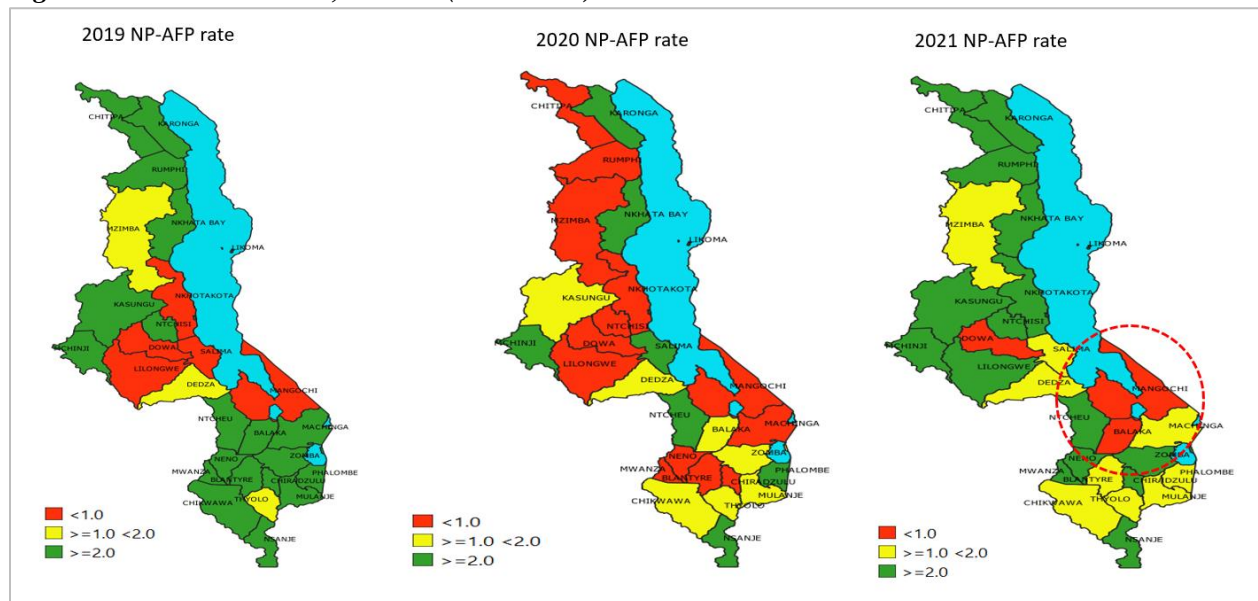 2019 NP-AFP rate
CHITIPA
KARONGA
RUMPHI
MZIMBA
NKHATA BAY
LIKOMA
NKHOTAKOTA
KASUNGU
NTCHISI
MCHINJI
DOWA
SALIMA
LILONGWE
DEDZA
MANGOCHI
NTCHEU
BALAKA
MACHINGA
NENO
ZOMBA
MWANZA
PHALOMBE
BLANTYRE
CHIRADZULU
THYOLO
MULANJE
CHIKWAWA
NSANJE
<1.0
>=1.0 <2.0
>=2.0
2020 NP-AFP rate
CHITIPA
KARONGA
RUMPHI
MZIMBA
NKHATA BAY
LIKOMA
NKHOTAKOTA
KASUNGU
NTCHISI
MCHINJI
DOWA
SALIMA
LILONGWE
DEDZA
MANGOCHI
NTCHEU
BALAKA
MACHINGA
NENO
ZOMBA
MWANZA
PHALOMBE
BLANTYRE
CHIRADZULU
MULANJE
CHIKWAWA
THYOLO
NSANJE
<1.0
>=1.0 <2.0
>=2.0
2021 NP-AFP rate
CHITIPA
KARONGA
RUMPHI
NKHATA BAY
MZIMBA
LIKOMA
NKHOTAKOTA
KASUNGU
NTCHISI
DOWA
MCHINJI
SALIMA
LILONGWE
DEDZA
MANGOCHI
NTCHEU
BALAKA
MACHINGA
NENO
ZOMBA
MWANZA
PHALOMBE
BLANTYRE
CHIRADZULU
THYOLO
MULANJE
CHIKWAWA
NSANJE
<1.0
>=1.0 <2.0
>=2.0